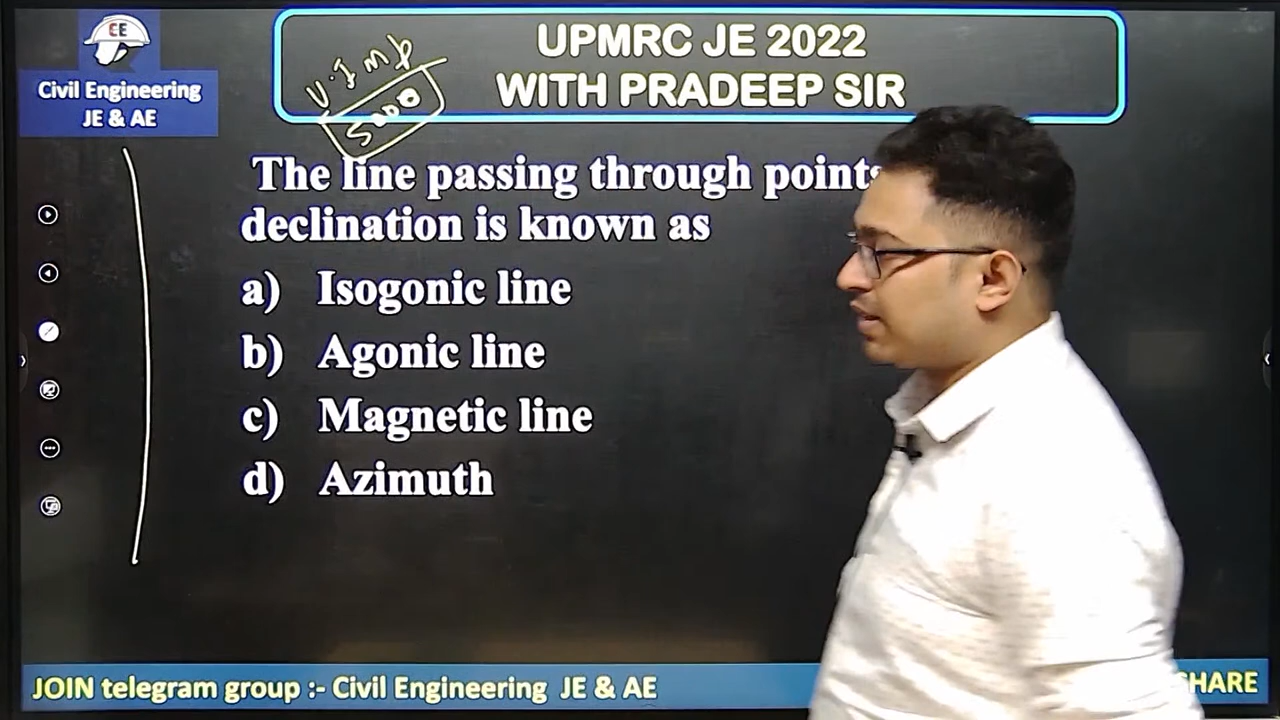 CE
Civil Engineering
JE & AE
UPMRC JE 2022
WITH PRADEEP SIR
V. Imp
5000
The line passing through points
declination is known as
a) Isogonic line
b) Agonic line
c) Magnetic line
d) Azimuth
JOIN telegram group :- Civil Engineering JE & AE
SHARE